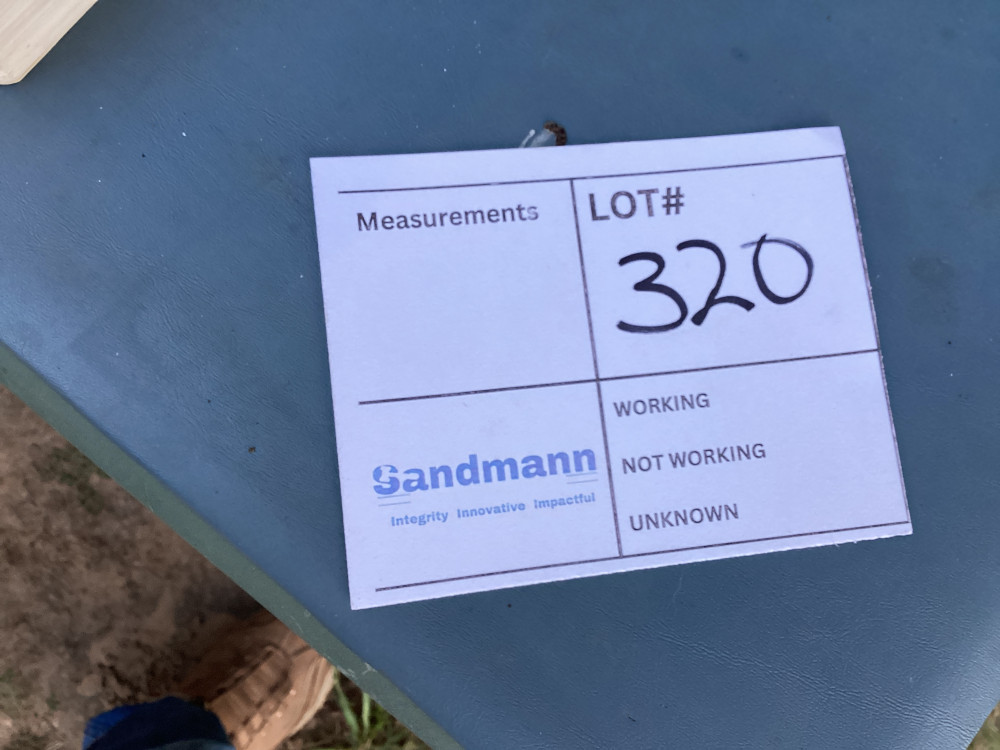 Measurements
LOT#
320
Sandmann
Integrity Innovative Impactful
WORKING
NOT WORKING
UNKNOWN